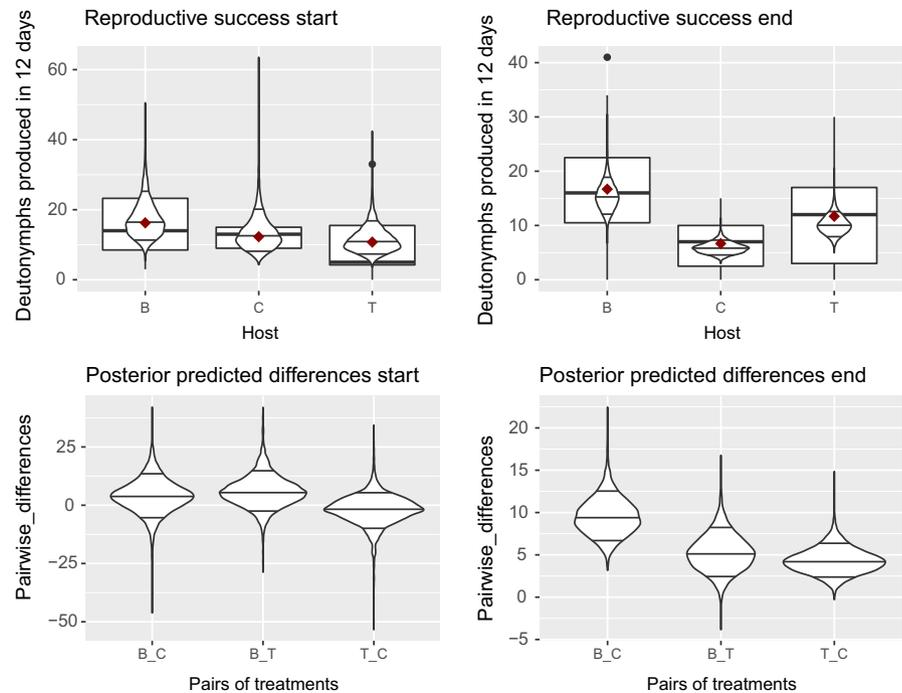 Reproductive success start
Deutonymphs produced in 12 days
60
40
20
0
B C T
Host
Reproductive success end
Deutonymphs produced in 12 days
40
30
20
10
0
B C T
Host
Posterior predicted differences start
Pairwise_differences
25
0
−25
−50
B_C B_T T_C
Pairs of treatments
Posterior predicted differences end
Pairwise_differences
20
15
10
5
0
−5
B_C B_T T_C
Pairs of treatments